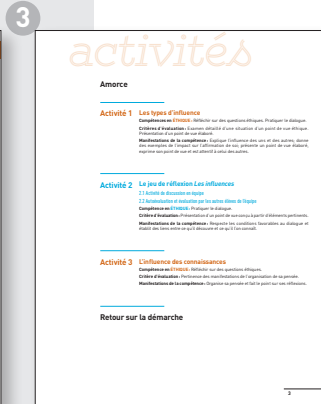 3
activités
Amorce
Activité 1 Les types d'influence
Compétences en ÉTHIQUE : Réfléchir sur des questions éthiques. Pratiquer le dialogue.
Critères d'évaluation : Examen détaillé d'une situation d'un point de vue éthique.
Présentation d'un point de vue élaboré.
Manifestations de la compétence : Explique l'influence des uns et des autres, donne
des exemples de l'impact sur l'affirmation de soi, présente un point de vue élaboré,
exprime son point de vue et est attentif à celui des autres.
Activité 2 Le jeu de réflexion Les influences
2.1 Activité de discussion en équipe
2.2 Autoévaluation et évaluation par les autres élèves de l'équipe
Compétence en ÉTHIQUE : Pratiquer le dialogue.
Critère d'évaluation : Présentation d'un point de vue conçu à partir d'éléments pertinents.
Manifestations de la compétence : Respecte les conditions favorables au dialogue et
établit des liens entre ce qu'il découvre et ce qu'il connaît.
Activité 3 L'influence des connaissances
Compétence en ÉTHIQUE : Réfléchir sur des questions éthiques.
Critère d'évaluation : Pertinence des manifestations de l'organisation de sa pensée.
Manifestations de la compétence : Organise sa pensée et fait le point sur ses réflexions.
Retour sur la démarche
3